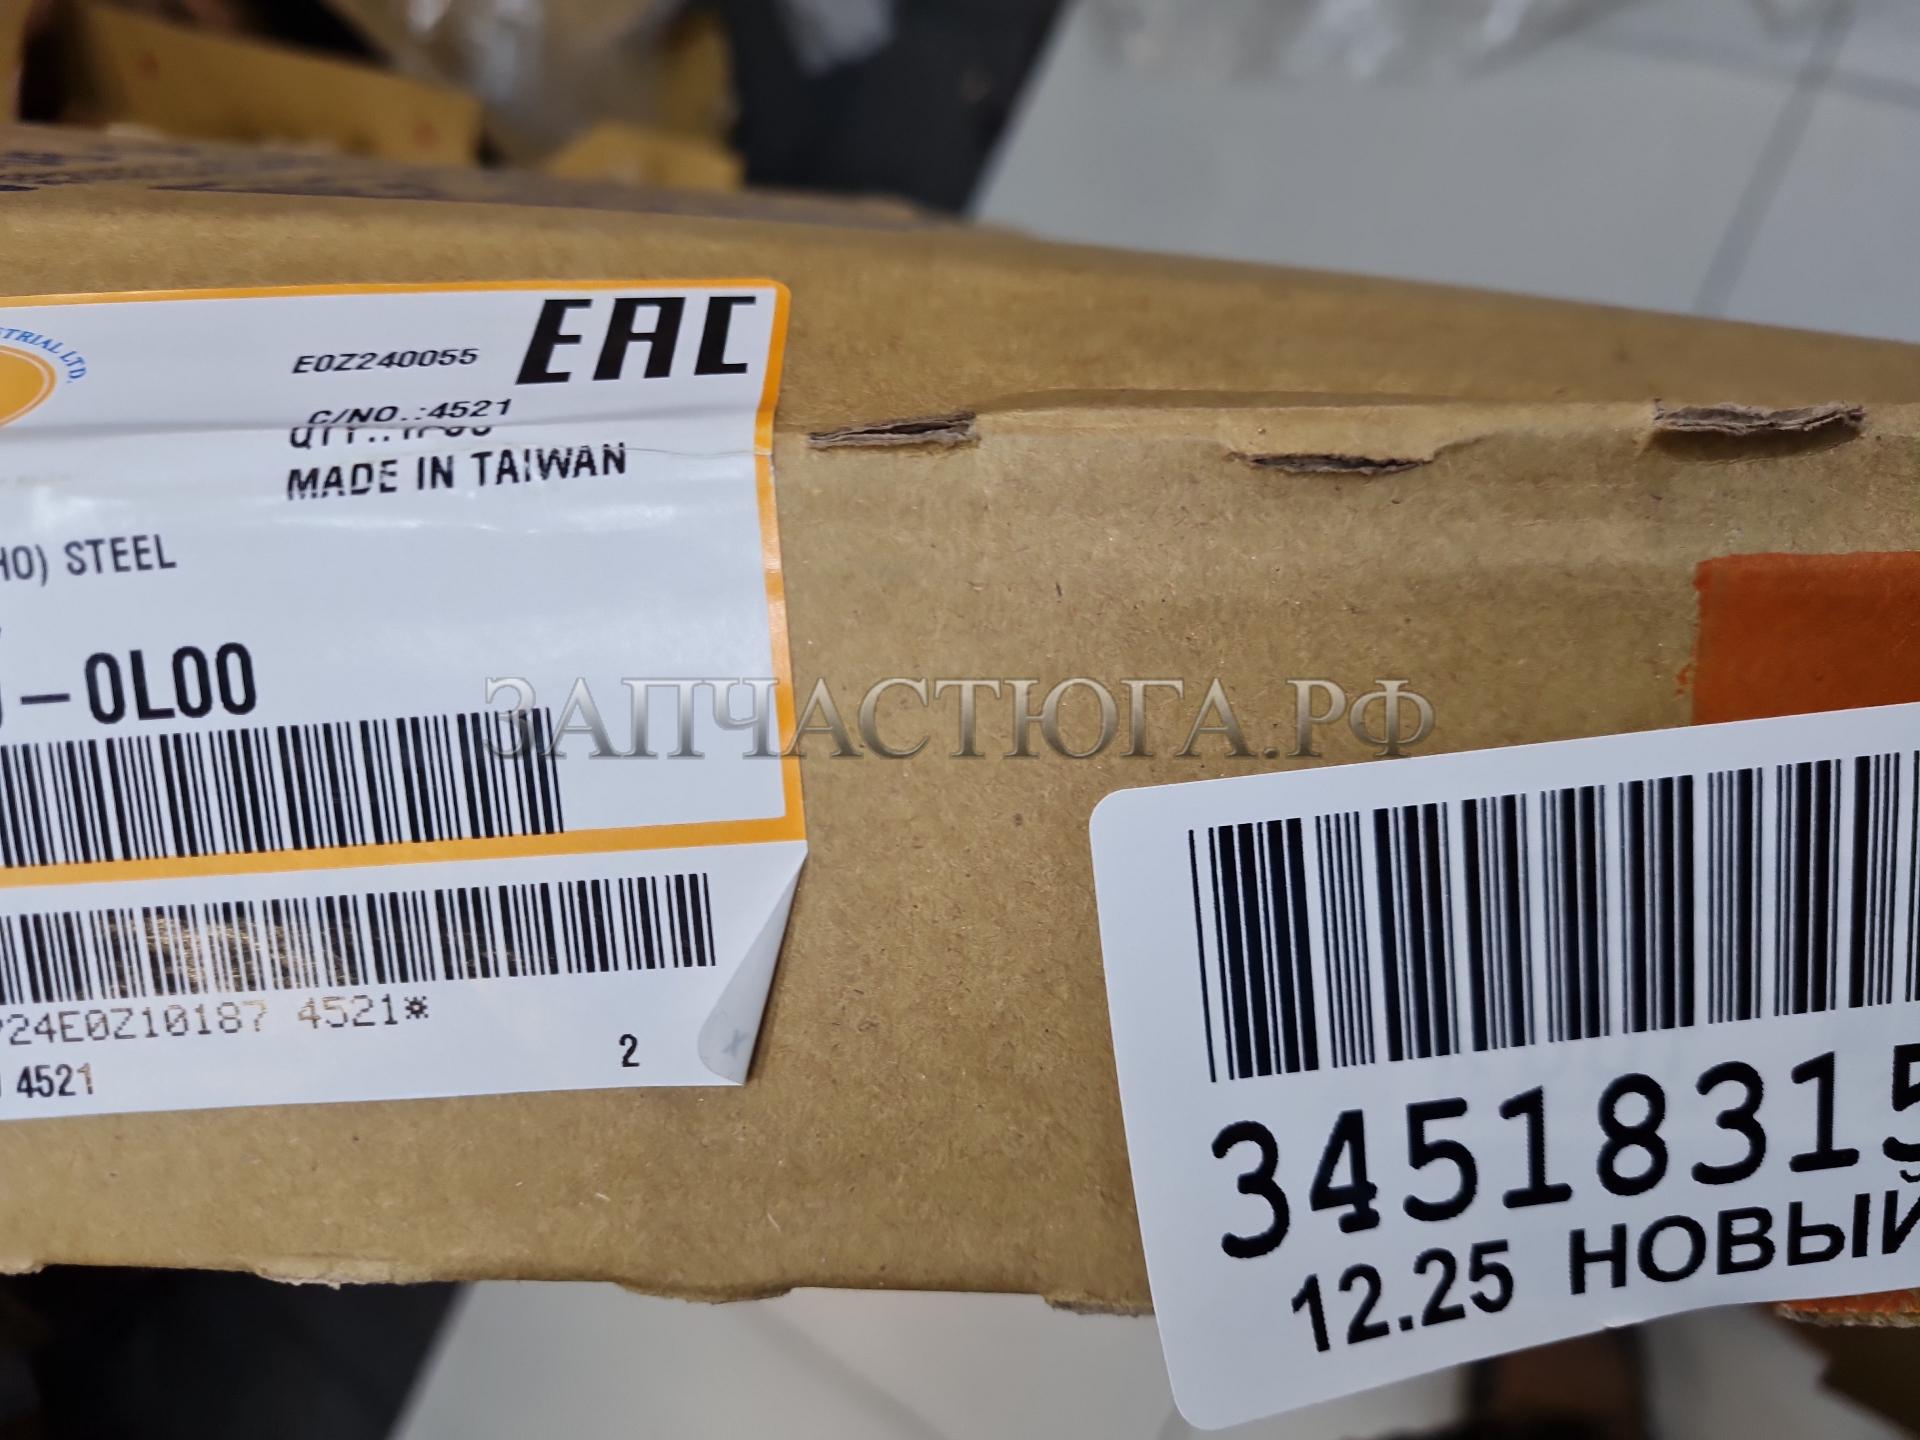 STRIAL LTD.
E0Z240055
EAC
C/NO.:4521
MADE IN TAIWAN
HO) STEEL
-0L00
24E0Z10187 4521*
4521
2
ЗАПЧАСТЮГА.РФ
34518315
12.25 НОВЫЙ